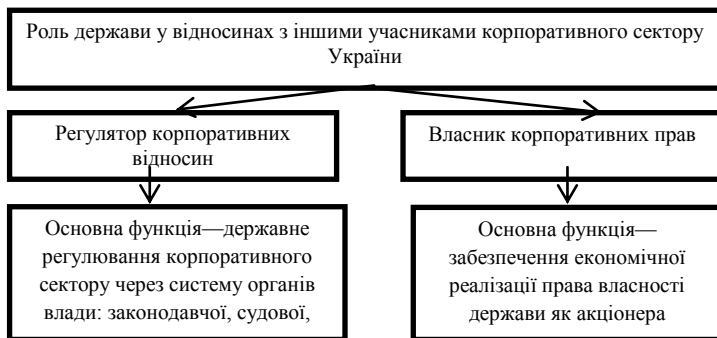 Роль держави у відносинах з іншими учасниками корпоративного сектору
України
Регулятор корпоративних
відносин
Власник корпоративних прав
Основна функція—державне
регулювання корпоративного
сектору через систему органів
влади: законодавчої, судової,
Основна функція—
забезпечення економічної
реалізації права власності
держави як акціонера